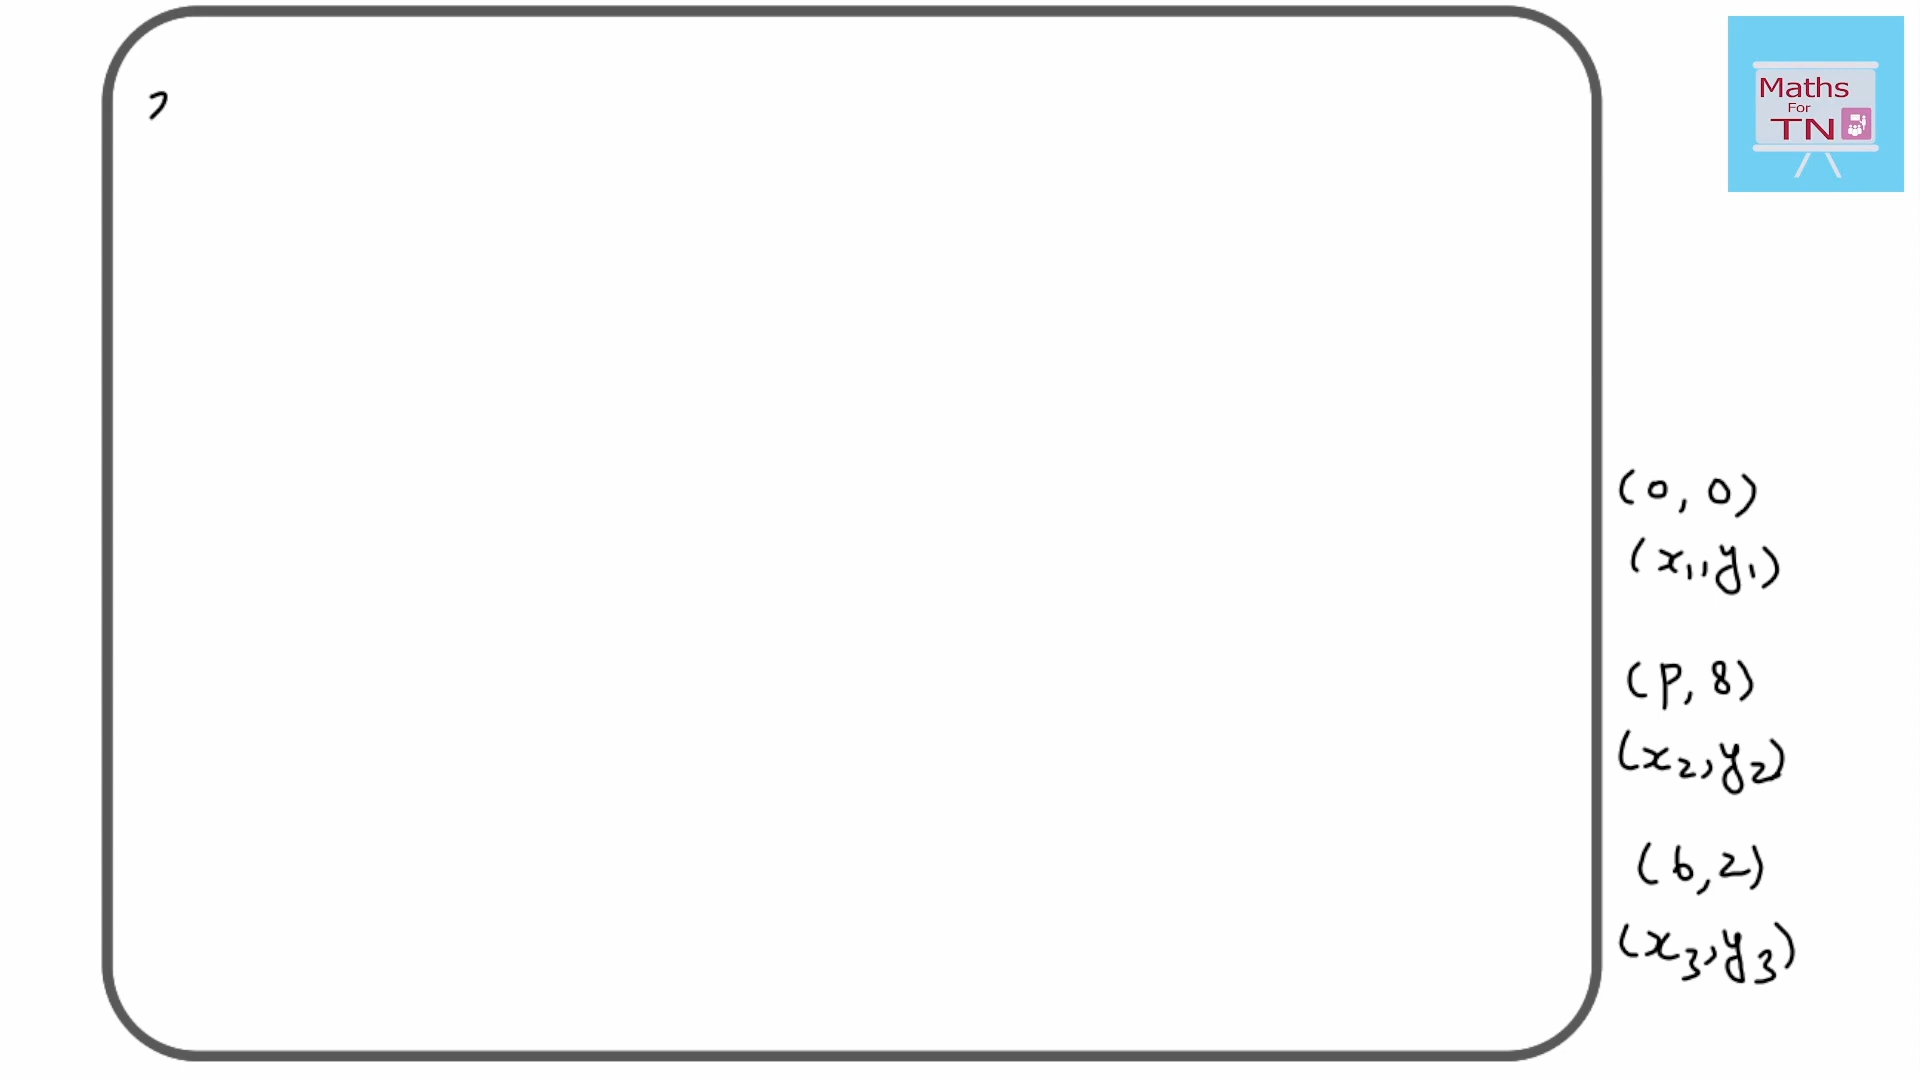 Maths
For
TN
(0, 0)
(x₁, y₁)
(P, 8)
(x₂, y₂)
(6, 2)
(x₃, y₃)